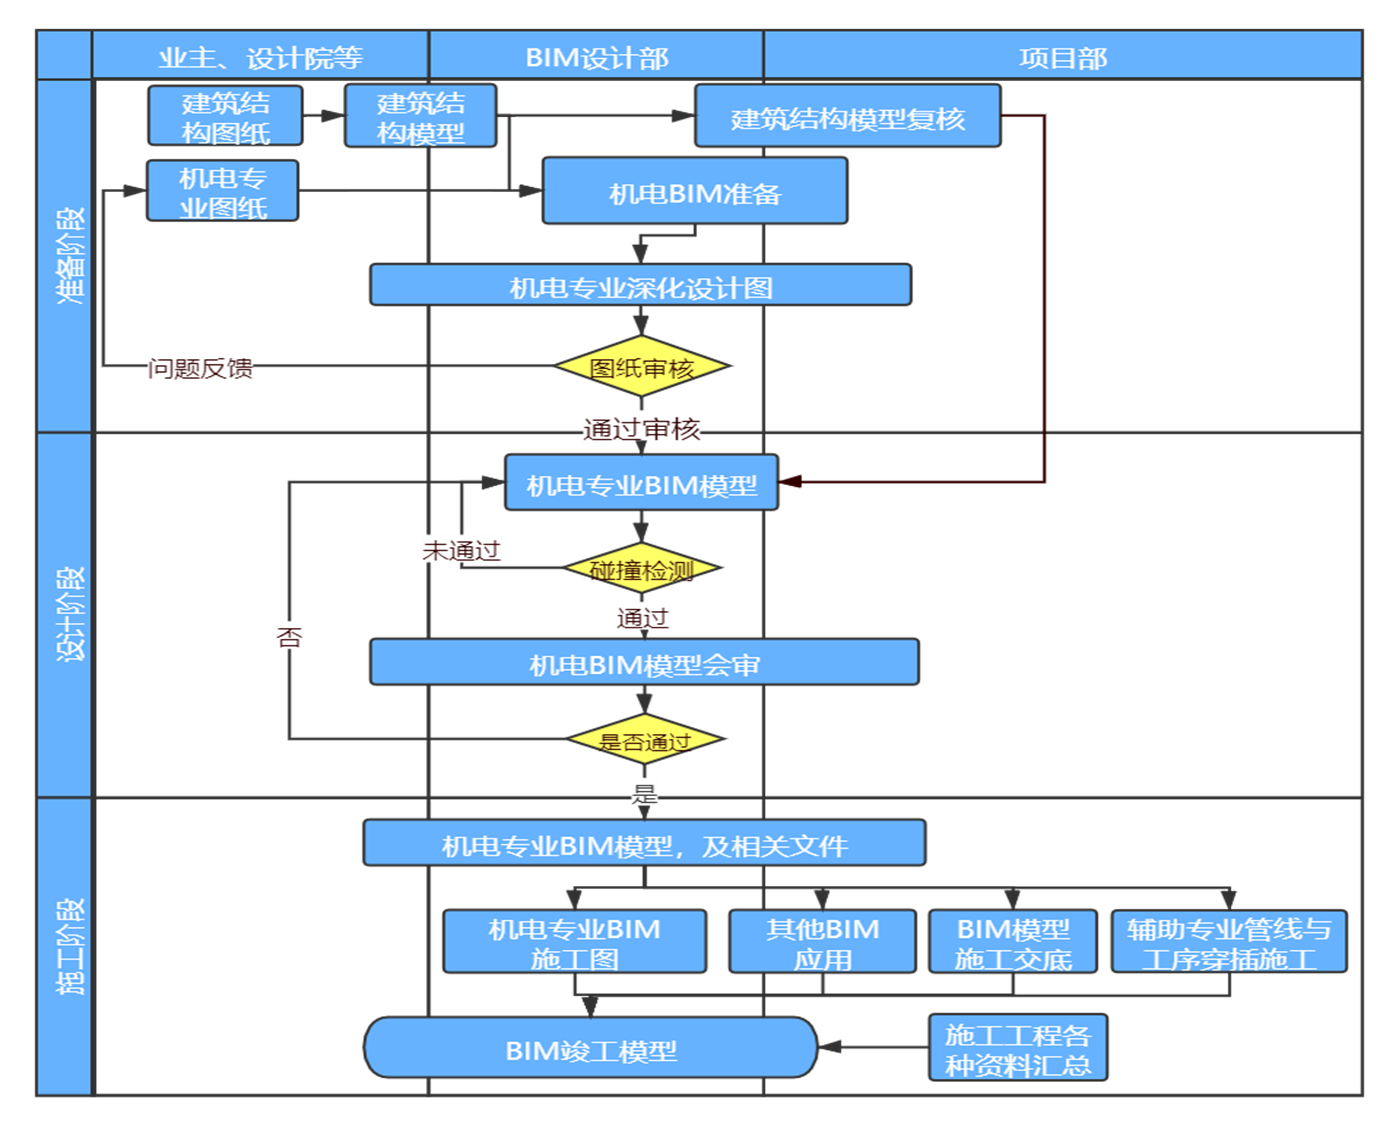 业主、设计院等
BIM设计部
项目部
准备阶段
建筑结
构图纸
建筑结
构模型
建筑结构模型复核
机电专
业图纸
机电BIM准备
机电专业深化设计图
问题反馈
图纸审核
通过审核
设计阶段
机电专业BIM模型
未通过
碰撞检测
通过
否
机电BIM模型会审
是否通过
是
施工阶段
机电专业BIM模型，及相关文件
机电专业BIM
施工图
其他BIM
应用
BIM模型
施工交底
辅助专业管线与
工序穿插施工
BIM竣工模型
施工工程各
种资料汇总